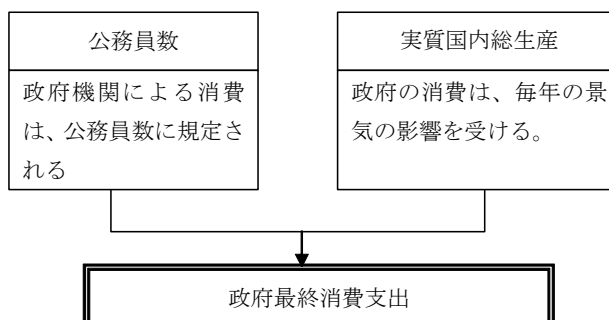 公務員数
政府機関による消費
は、公務員数に規定さ
れる
実質国内総生産
政府の消費は、毎年の景
気の影響を受ける。
政府最終消費支出